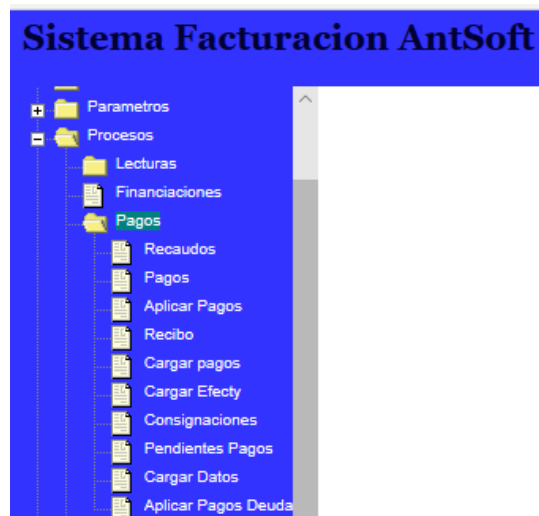 Sistema Facturacion AntSoft
Parametros
Procesos
Lecturas
Financiaciones
Pagos
Recaudos
Pagos
Aplicar Pagos
Recibo
Cargar pagos
Cargar Efecty
Consignaciones
Pendientes Pagos
Cargar Datos
Aplicar Pagos Deuda